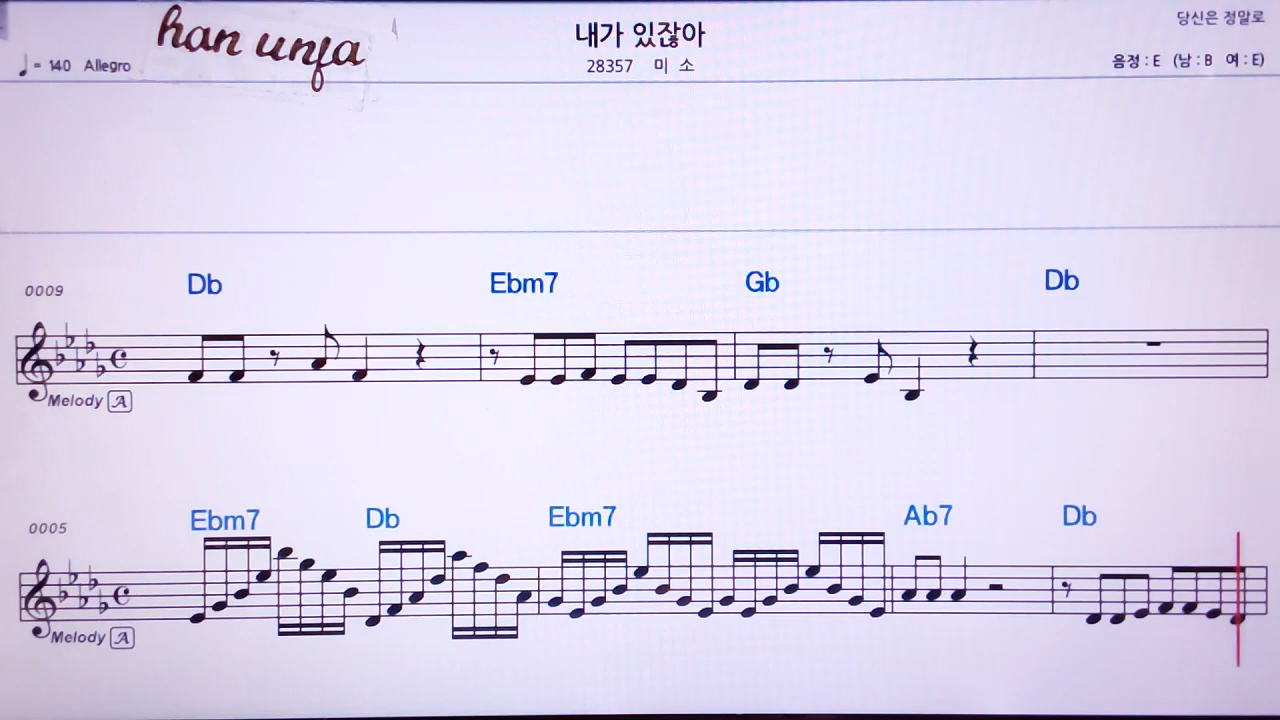 han unja
내가 있잖아
당신은 정말로
♩= 140 Allegro
28357 미 소
음정 : E (남 : B 여 : E)
Db Ebm7 Gb Db
0009
Melody A
Ebm7 Db Ebm7 Ab7 Db
0005
Melody A